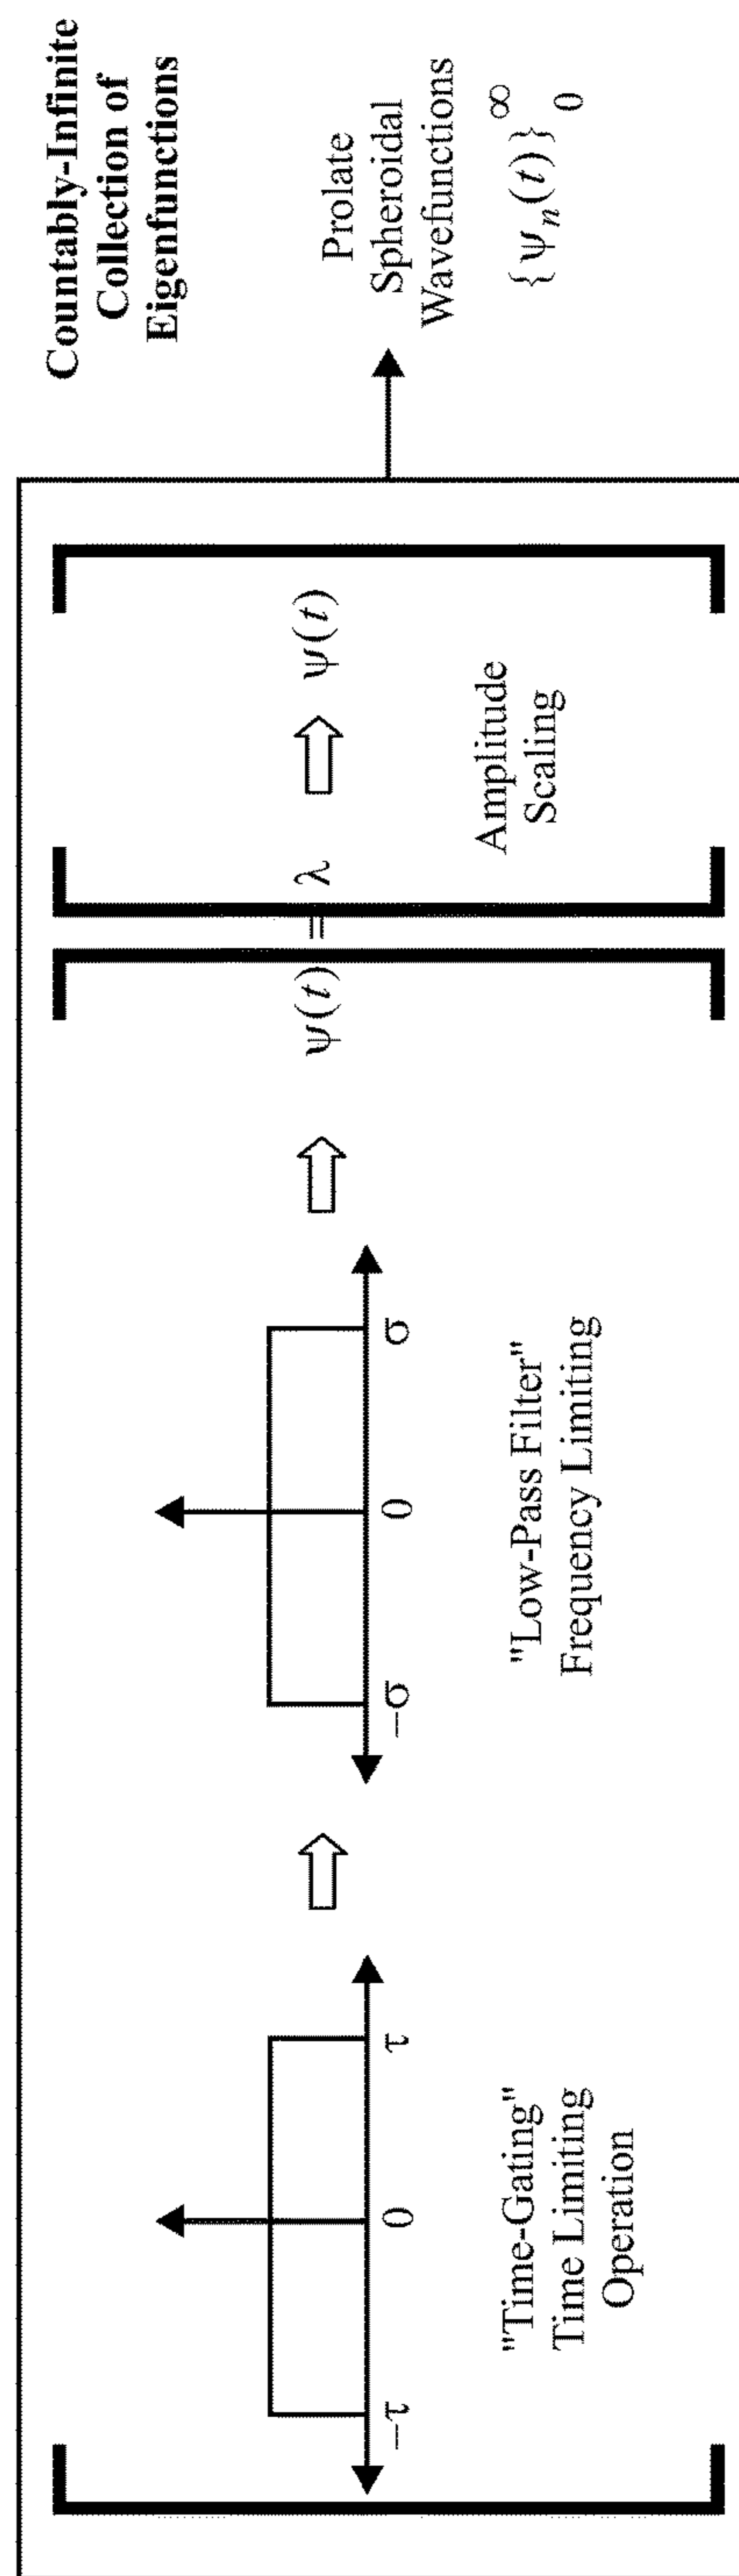 −τ
0
τ
"Time-Gating"
Time Limiting
Operation
−σ
0
σ
"Low-Pass Filter"
Frequency Limiting
ψ(t) = λ ψ(t)
Amplitude
Scaling
Countably-Infinite
Collection of
Eigenfunctions
Prolate
Spheroidal
Wavefunctions
{ψₙ(t)}₀^∞